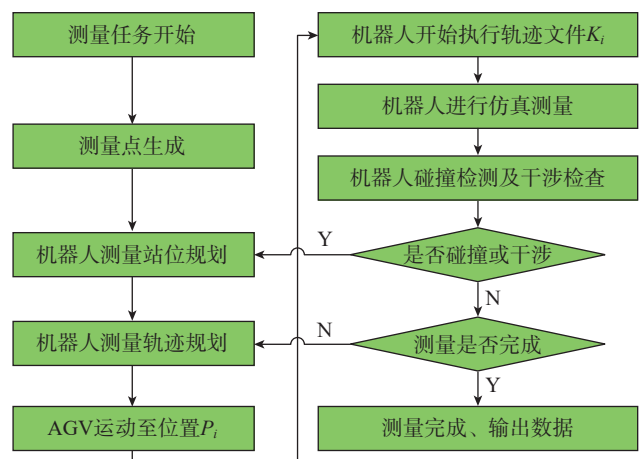 测量任务开始
测量点生成
机器人测量站位规划
机器人测量轨迹规划
AGV运动至位置Pi
机器人开始执行轨迹文件Ki
机器人进行仿真测量
机器人碰撞检测及干涉检查
是否碰撞或干涉
Y
N
测量是否完成
N
Y
测量完成、输出数据